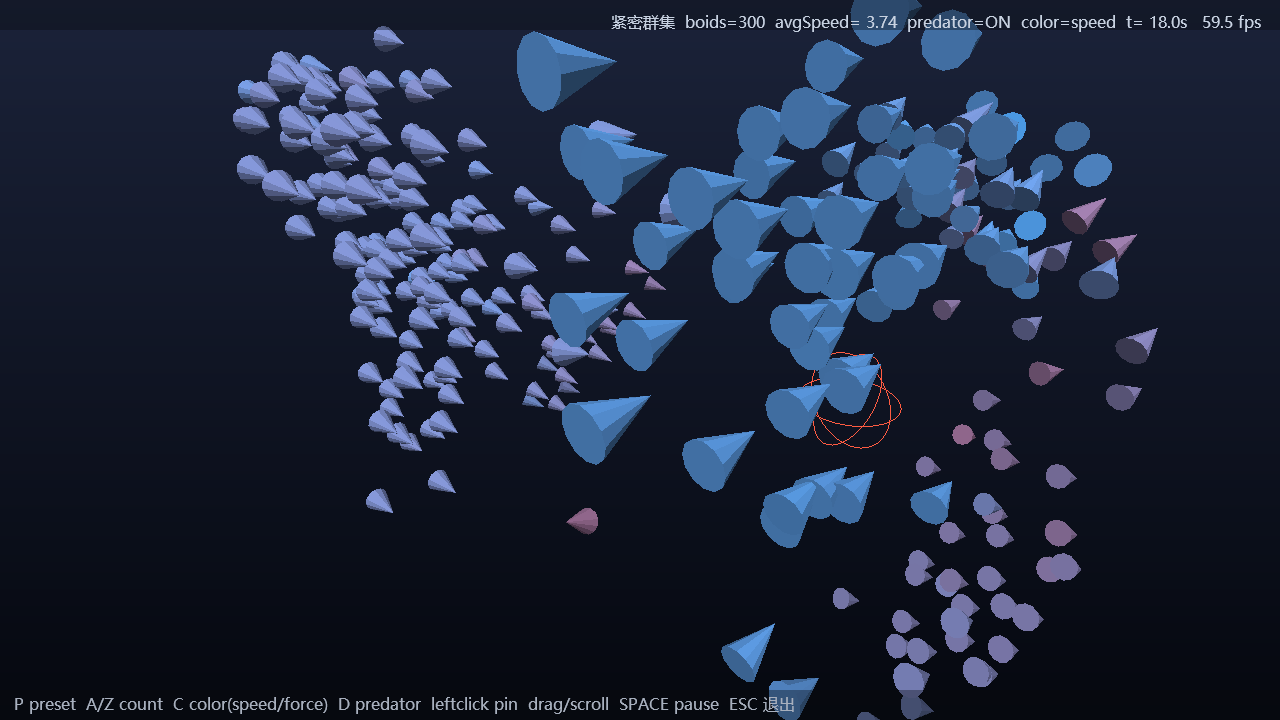 紧密群集 boids=300 avgSpeed= 3.74 predator=ON color=speed t= 18.0s 59.5 fps
P preset A/Z count C color(speed/force) D predator leftclick pin drag/scroll SPACE pause ESC 退出